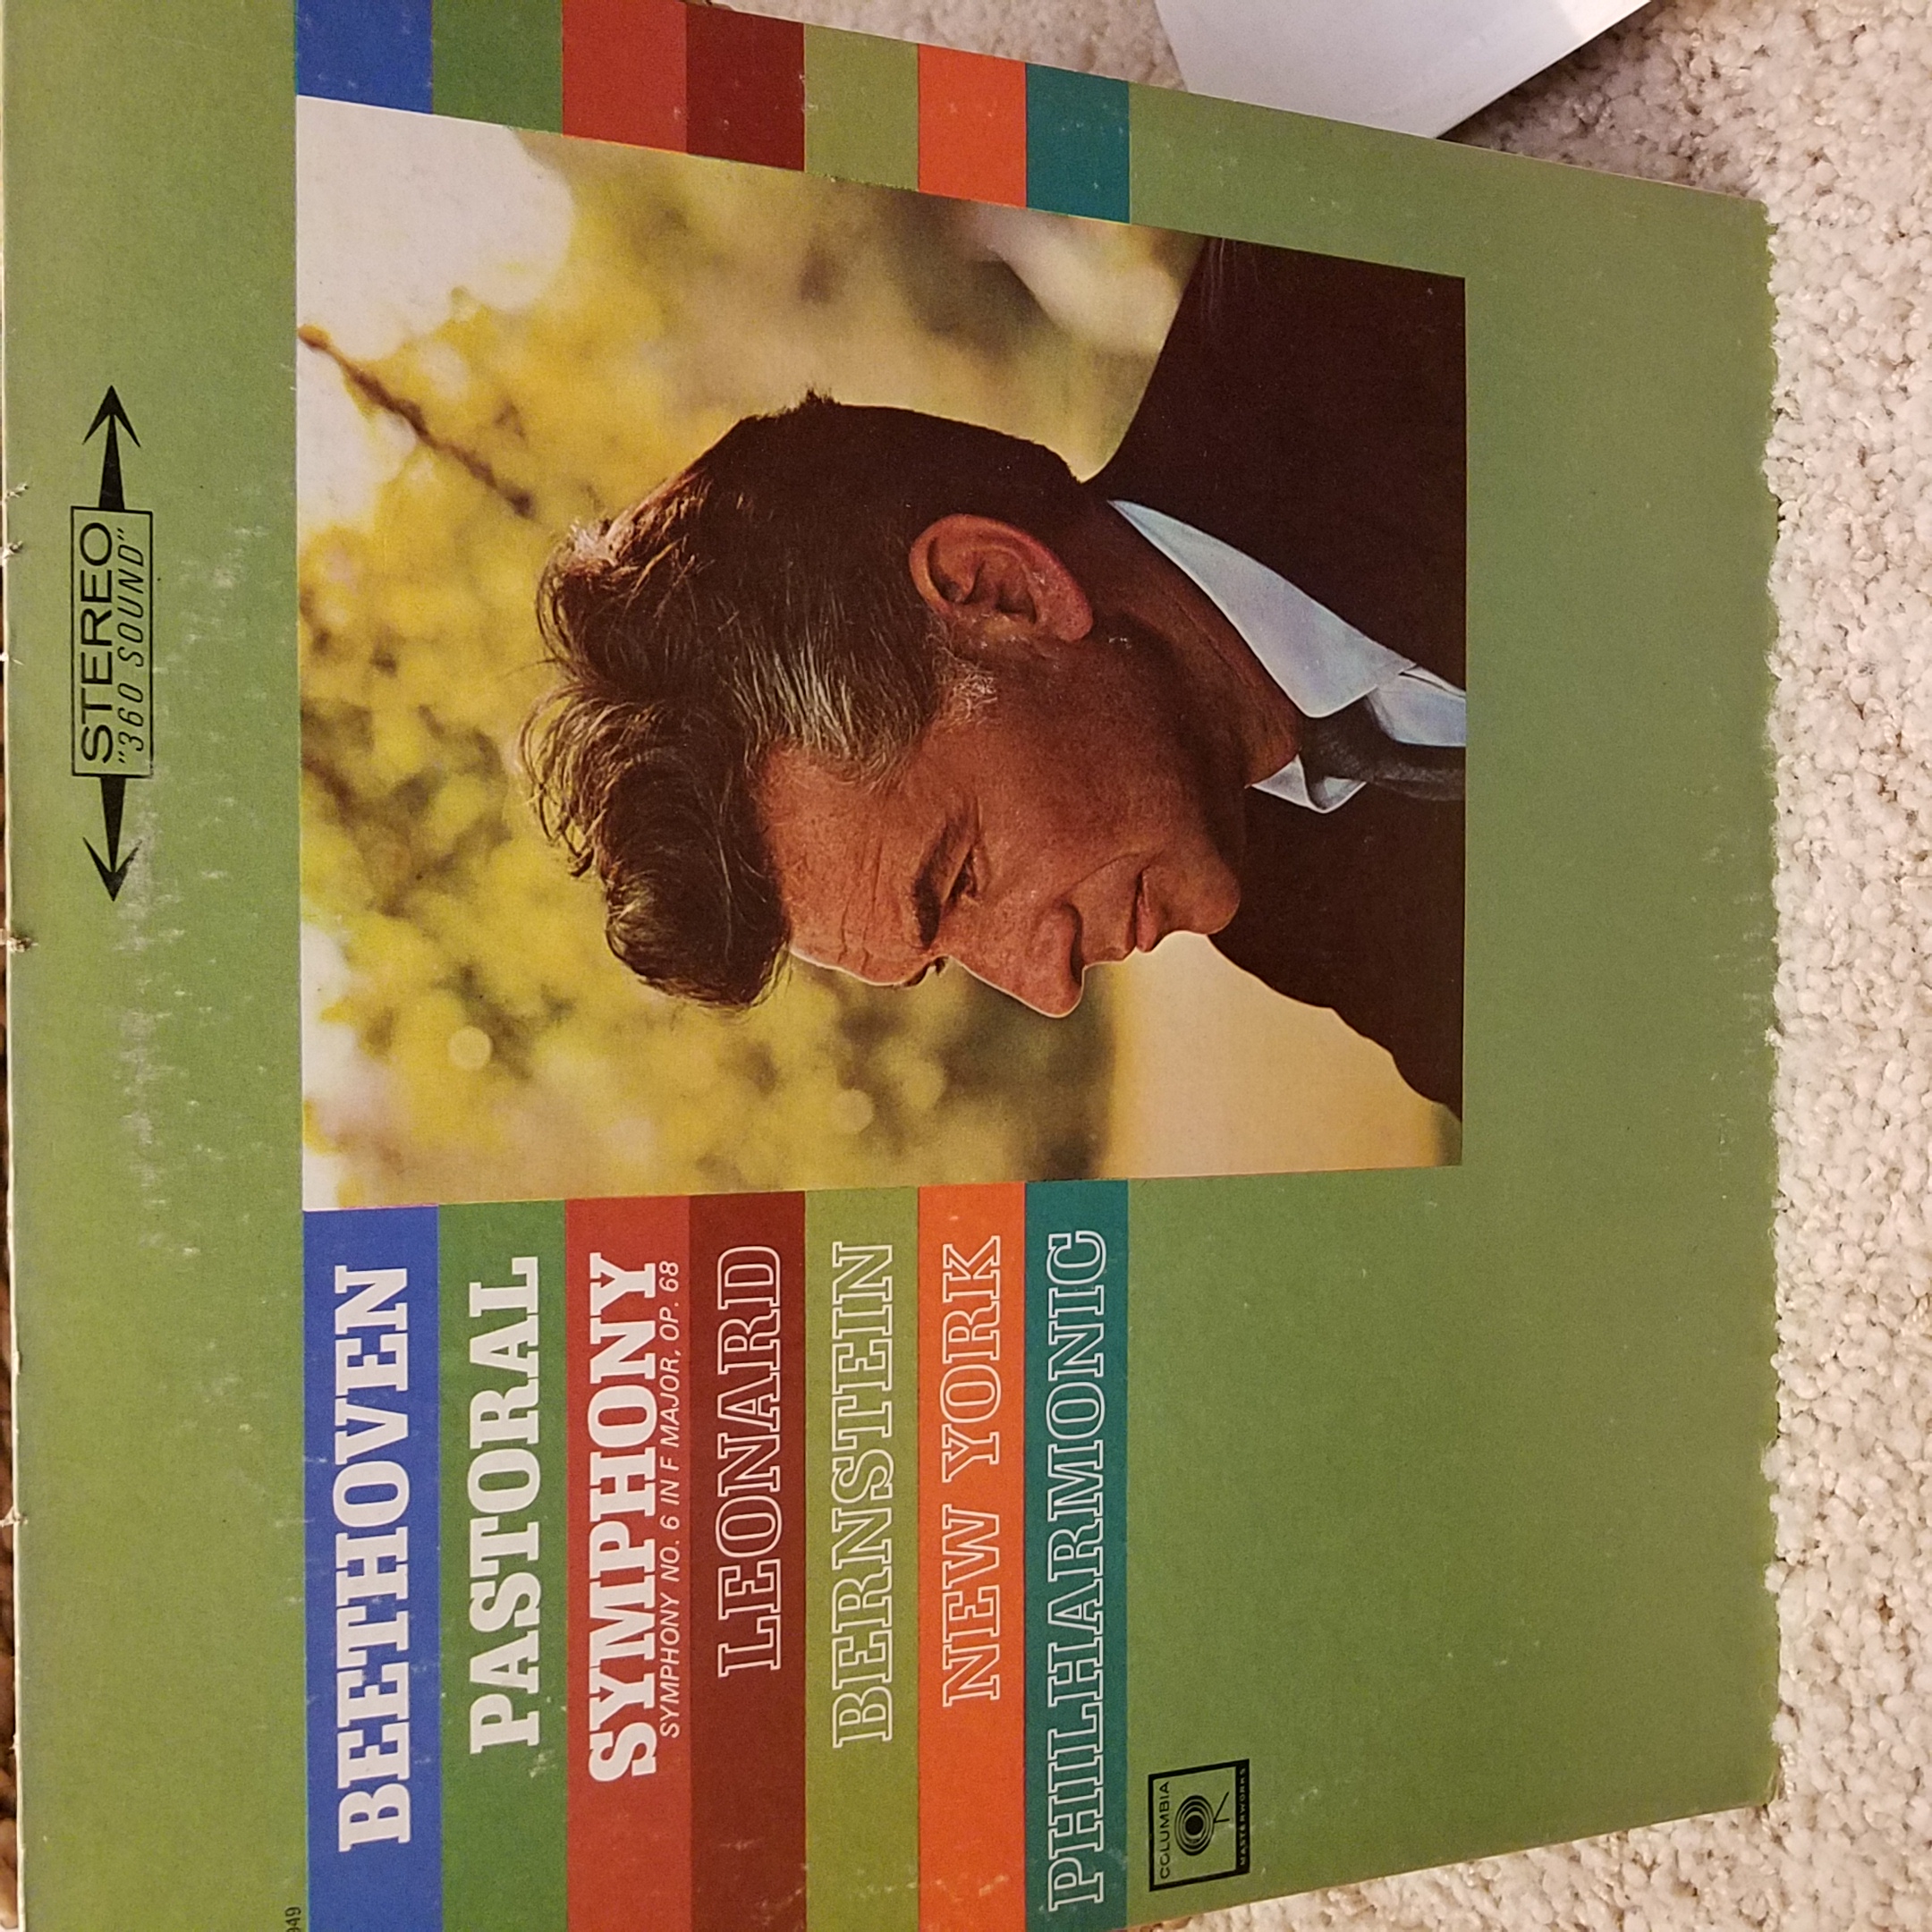 STEREO
"360 SOUND"
BEETHOVEN
PASTORAL
SYMPHONY
SYMPHONY NO. 6 IN F MAJOR, OP. 68
LEONARD
BERNSTEIN
NEW YORK
PHILHARMONIC
COLUMBIA
MASTERWORKS